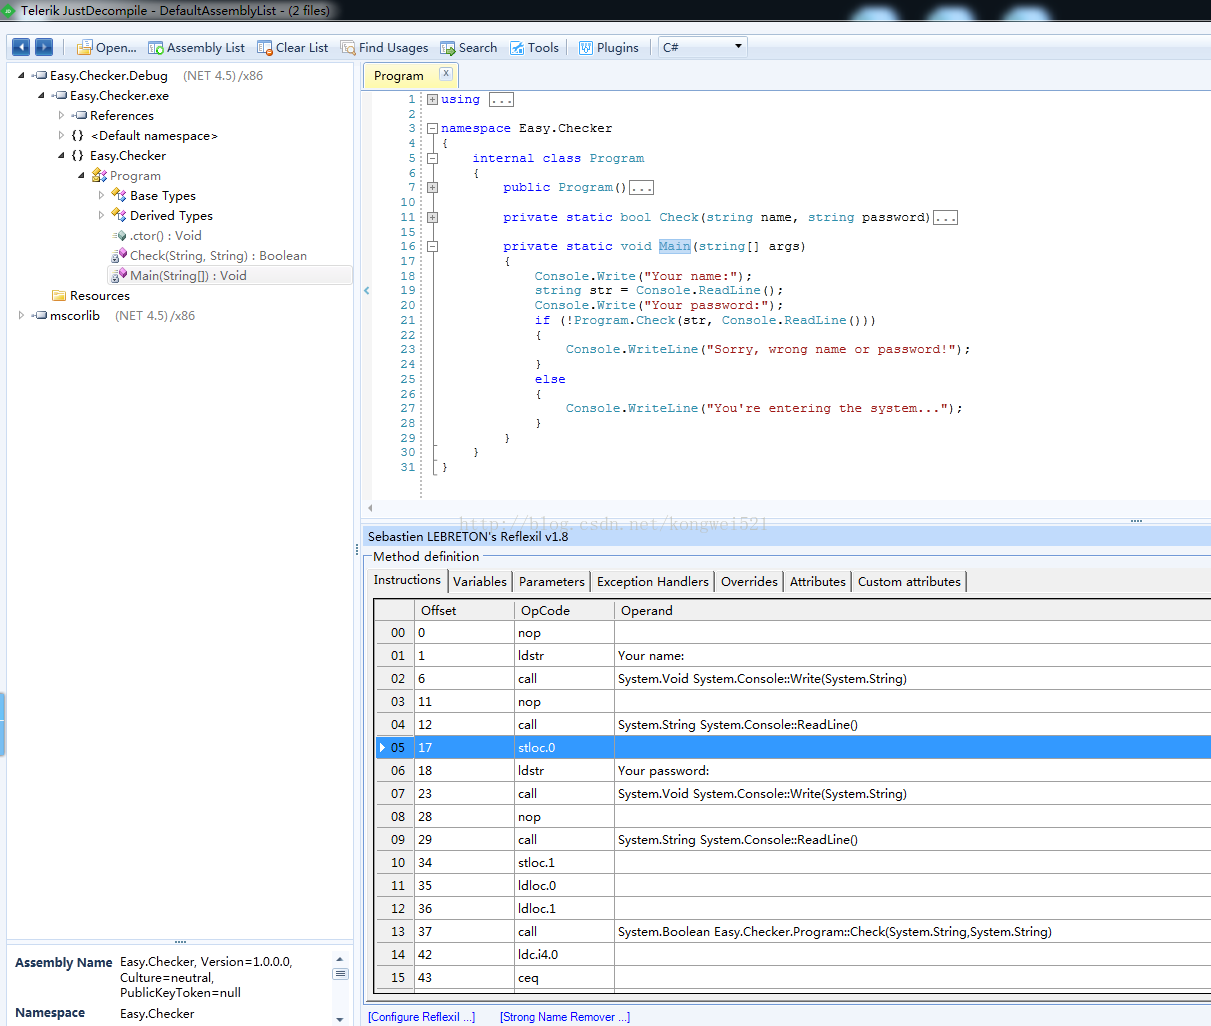 Telerik JustDecompile - DefaultAssemblyList - (2 files)
Open... Assembly List Clear List Find Usages Search Tools Plugins C#
Easy.Checker.Debug (NET 4.5)/x86
Easy.Checker.exe
References
{} <Default namespace>
{} Easy.Checker
Program
Base Types
Derived Types
.ctor() : Void
Check(String, String) : Boolean
Main(String[]) : Void
Resources
mscorlib (NET 4.5)/x86
Assembly Name Easy.Checker, Version=1.0.0.0,
Culture=neutral,
PublicKeyToken=null
Namespace Easy.Checker
Program x
1 using ...
2
3 namespace Easy.Checker
4 {
5 internal class Program
6 {
7 public Program()...
10
11 private static bool Check(string name, string password)...
15
16 private static void Main(string[] args)
17 {
18 Console.Write("Your name:");
19 string str = Console.ReadLine();
20 Console.Write("Your password:");
21 if (!Program.Check(str, Console.ReadLine()))
22 {
23 Console.WriteLine("Sorry, wrong name or password!");
24 }
25 else
26 {
27 Console.WriteLine("You're entering the system...");
28 }
29 }
30 }
31 }
http://blog.csdn.net/kongwei521
Sebastien LEBRETON's Reflexil v1.8
Method definition
Instructions Variables Parameters Exception Handlers Overrides Attributes Custom attributes
Offset OpCode Operand
00 0 nop
01 1 ldstr Your name:
02 6 call System.Void System.Console::Write(System.String)
03 11 nop
04 12 call System.String System.Console::ReadLine()
05 17 stloc.0
06 18 ldstr Your password:
07 23 call System.Void System.Console::Write(System.String)
08 28 nop
09 29 call System.String System.Console::ReadLine()
10 34 stloc.1
11 35 ldloc.0
12 36 ldloc.1
13 37 call System.Boolean Easy.Checker.Program::Check(System.String,System.String)
14 42 ldc.i4.0
15 43 ceq
[Configure Reflexil ...] [Strong Name Remover ...]